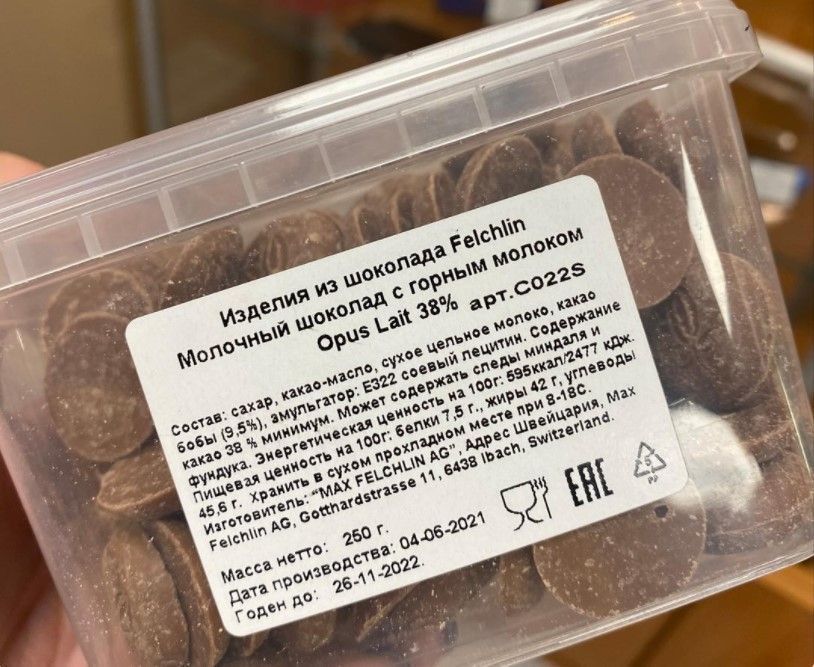 Изделия из шоколада Felchlin
Молочный шоколад с горным молоком
Opus Lait 38% арт.C022S
Состав: сахар, какао-масло, сухое цельное молоко, какао
бобы (9,5%), эмульгатор: Е322 соевый лецитин. Содержание
какао 38 % минимум. Может содержать следы миндаля и
фундука. Энергетическая ценность на 100г: 595ккал/2477 кДж.
Пищевая ценность на 100г: белки 7,5 г., жиры 42 г, углеводы
45,6 г. Хранить в сухом прохладном месте при 8-18С.
Изготовитель: "MAX FELCHLIN AG", Адрес Швейцария, Max
Felchlin AG, Gotthardstrasse 11, 6438 Ibach, Switzerland.
Масса нетто: 250 г.
Дата производства: 04-06-2021
Годен до: 26-11-2022.
EAC
5
PP